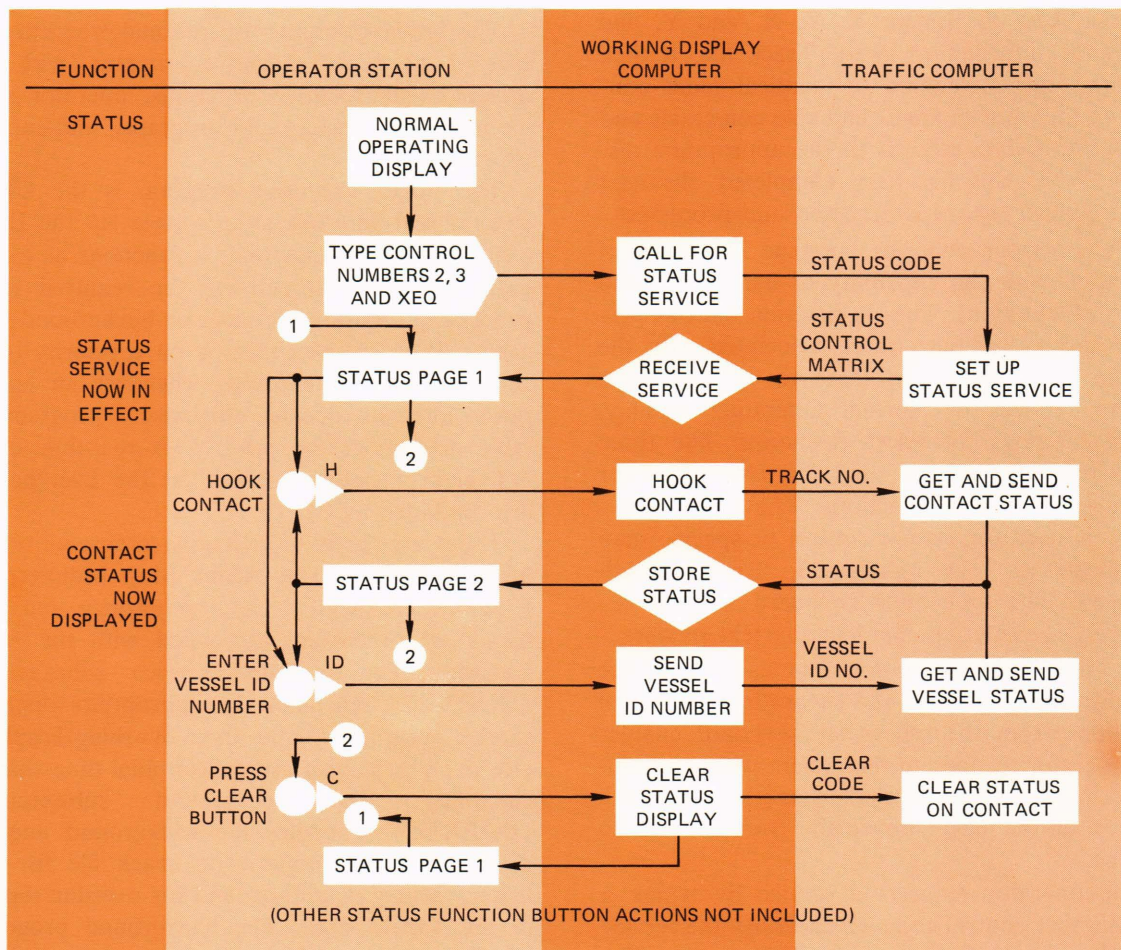 FUNCTION
OPERATOR STATION
WORKING DISPLAY
COMPUTER
TRAFFIC COMPUTER
STATUS
NORMAL
OPERATING
DISPLAY
TYPE CONTROL
NUMBERS 2, 3
AND XEQ
CALL FOR
STATUS
SERVICE
STATUS CODE
1
STATUS
SERVICE
NOW IN
EFFECT
STATUS PAGE 1
RECEIVE
SERVICE
STATUS
CONTROL
MATRIX
SET UP
STATUS SERVICE
2
HOOK
CONTACT
H
HOOK
CONTACT
TRACK NO.
GET AND SEND
CONTACT STATUS
CONTACT
STATUS
NOW
DISPLAYED
STATUS PAGE 2
STORE
STATUS
STATUS
2
ENTER
VESSEL ID
NUMBER
ID
SEND
VESSEL
ID NUMBER
VESSEL
ID NO.
GET AND SEND
VESSEL STATUS
2
PRESS
CLEAR
BUTTON
C
CLEAR
STATUS
DISPLAY
CLEAR
CODE
CLEAR STATUS
ON CONTACT
1
STATUS PAGE 1
(OTHER STATUS FUNCTION BUTTON ACTIONS NOT INCLUDED)